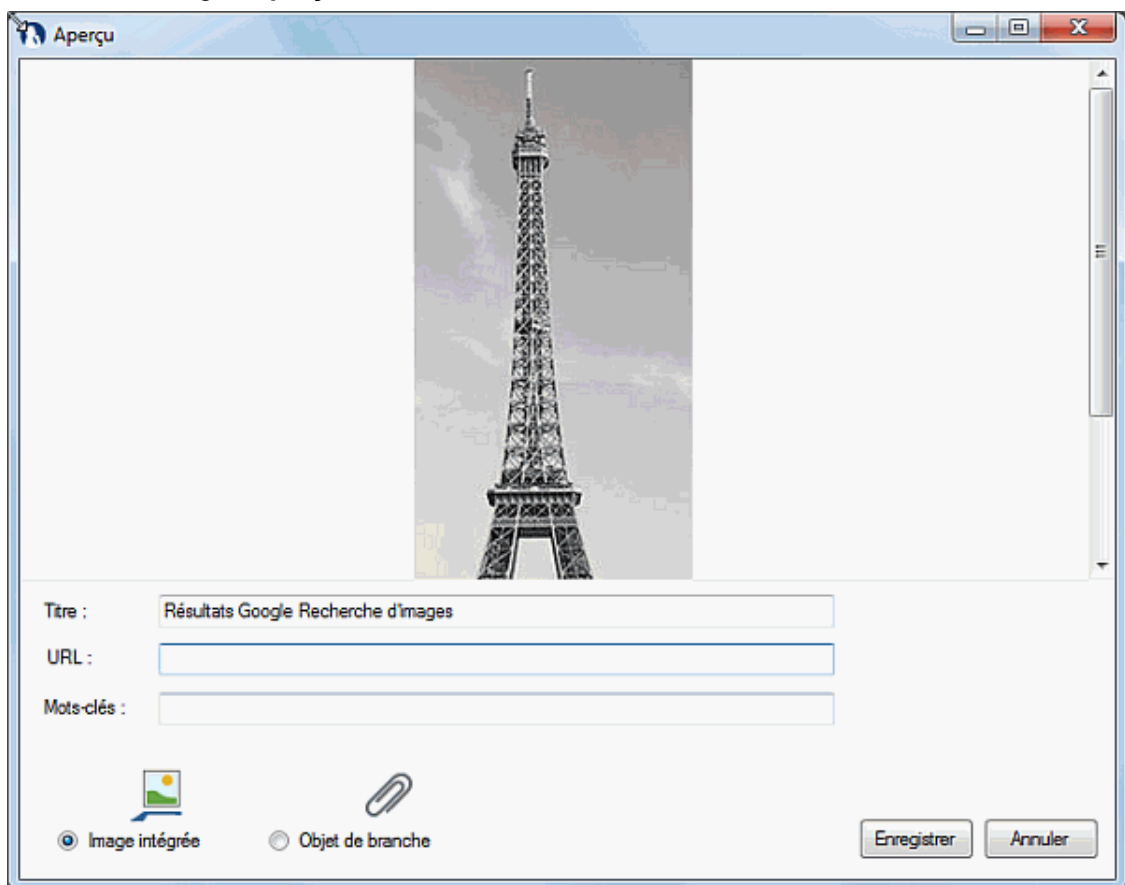 Aperçu
Titre :
Résultats Google Recherche d'images
URL :
Mots-clés :
Image intégrée
Objet de branche
Enregistrer
Annuler